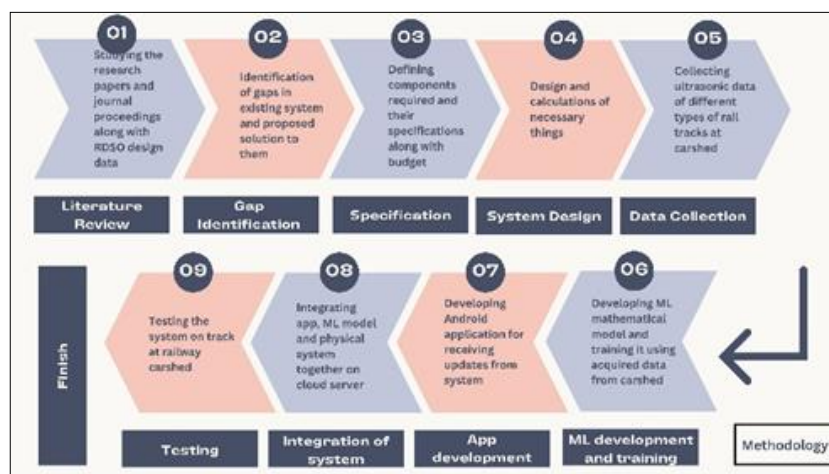 01
Studying the
research
papers and
journal
proceedings
along with
RDSO design
data
Literature
Review
02
Identification
of gaps in
existing system
and proposed
solution to
them
Gap
Identification
03
Defining
components
required and
their
specifications
along with
budget
Specification
04
Design and
calculations of
necessary
things
System Design
05
Collecting
ultrasonic data
of different
types of rail
tracks at
carshed
Data Collection
06
Developing ML
mathematical
model and
training it using
acquired data
from carshed
ML development
and training
07
Developing
Android
application for
receiving
updates from
system
App
development
08
Integrating
app, ML model
and physical
system
together on
cloud server
Integration of
system
09
Testing the
system on track
at railway
carshed
Testing
Finish
Methodology